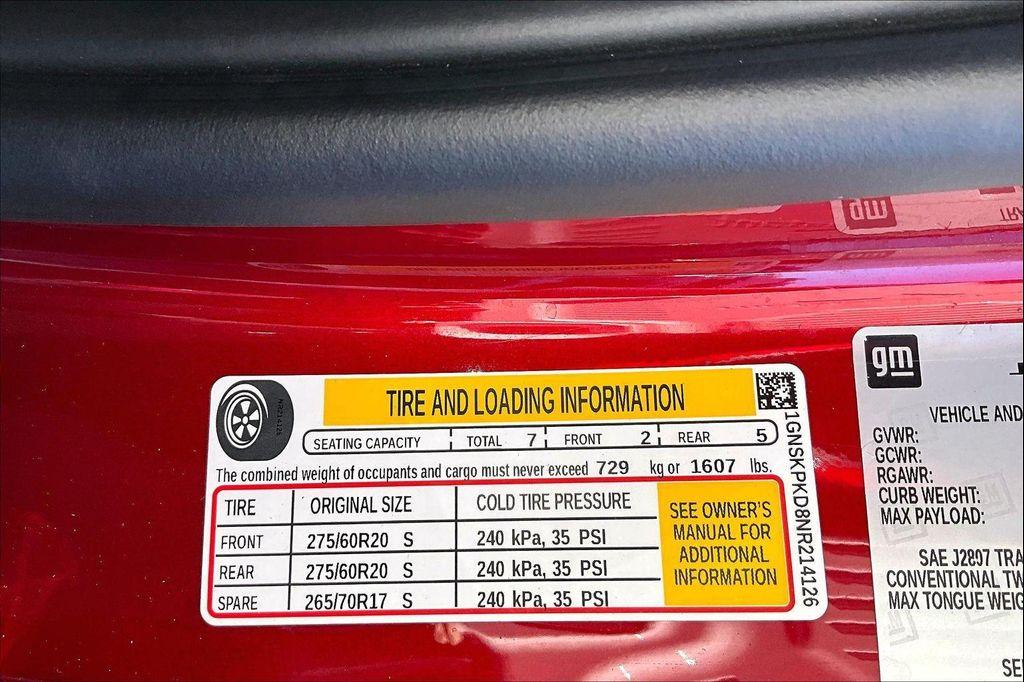 TIRE AND LOADING INFORMATION
SEATING CAPACITY TOTAL 7 FRONT 2 REAR 5
The combined weight of occupants and cargo must never exceed 729 kg or 1607 lbs.
TIRE ORIGINAL SIZE COLD TIRE PRESSURE
FRONT 275/60R20 S 240 kPa, 35 PSI
REAR 275/60R20 S 240 kPa, 35 PSI
SPARE 265/70R17 S 240 kPa, 35 PSI
SEE OWNER'S
MANUAL FOR
ADDITIONAL
INFORMATION
1GNSKPKD8NR214126
gm
VEHICLE AND
GVWR:
GCWR:
RGAWR:
CURB WEIGHT:
MAX PAYLOAD:
SAE J2807 TRA
CONVENTIONAL TW
MAX TONGUE WEIG
SE
gm